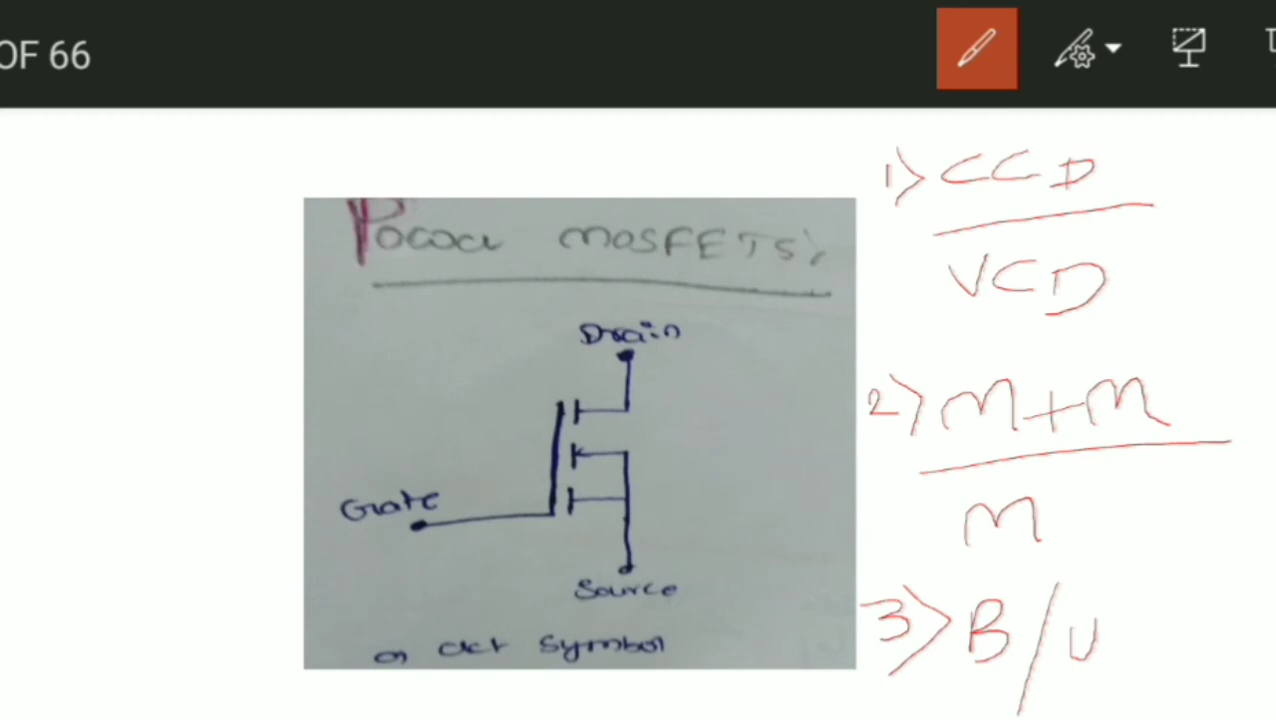 OF 66
Power MOSFETS:
Drain
Gate
Source
a) ckt symbol
1) CCD
VCD
2) M+M
M
3) B/U